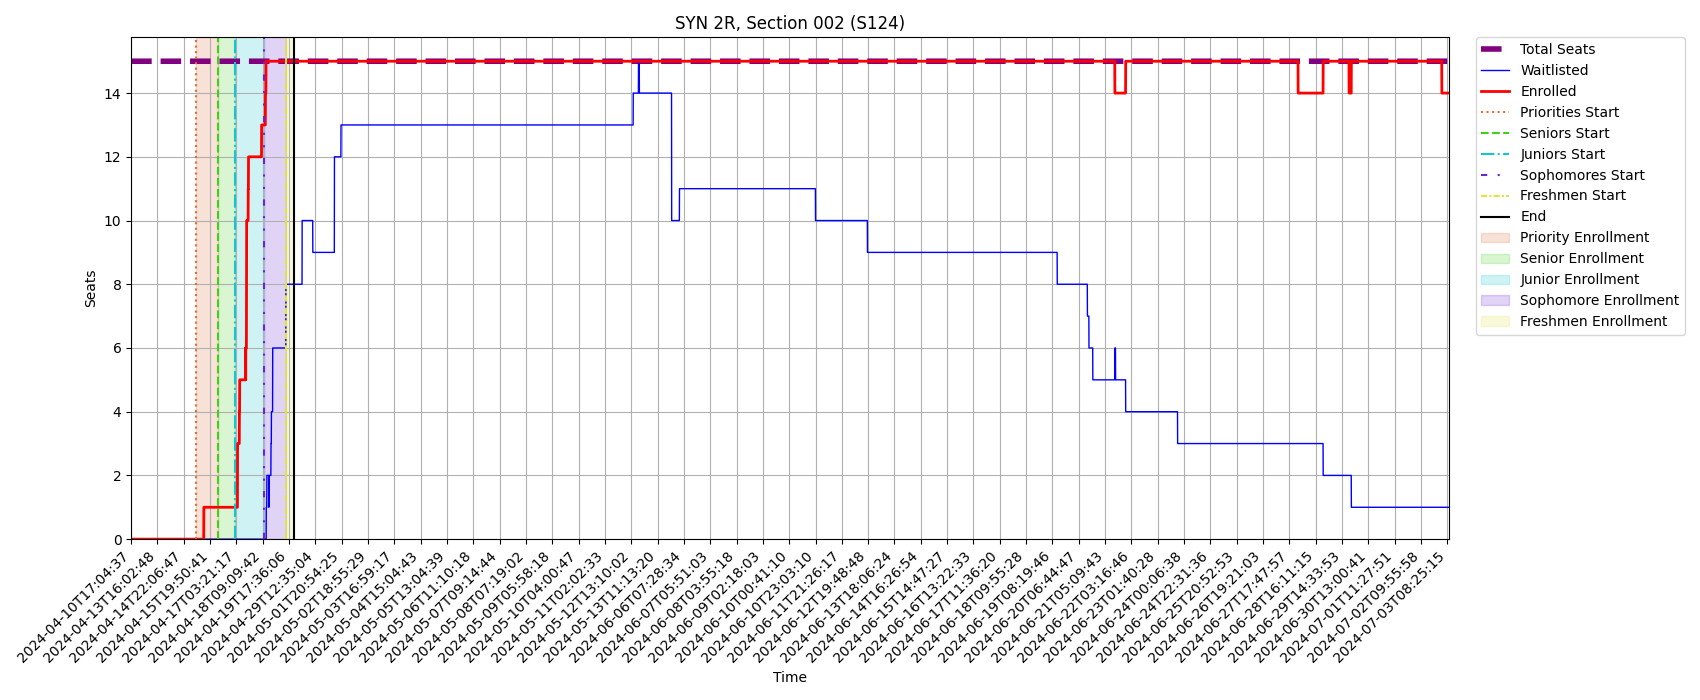 SYN 2R, Section 002 (S124)
Total Seats
Waitlisted
Enrolled
Priorities Start
Seniors Start
Juniors Start
Sophomores Start
Freshmen Start
End
Priority Enrollment
Senior Enrollment
Junior Enrollment
Sophomore Enrollment
Freshmen Enrollment
Seats
14
12
10
8
6
4
2
0
2024-04-10T17:04:37
2024-04-13T16:02:48
2024-04-14T22:06:47
2024-04-15T19:50:41
2024-04-17T03:21:17
2024-04-18T09:09:42
2024-04-19T17:36:06
2024-04-29T12:35:04
2024-05-01T20:54:25
2024-05-02T18:55:29
2024-05-03T16:59:17
2024-05-04T15:04:43
2024-05-05T13:04:39
2024-05-06T11:10:18
2024-05-07T09:14:44
2024-05-08T07:19:02
2024-05-09T05:58:18
2024-05-10T04:00:47
2024-05-11T02:02:33
2024-05-12T13:10:02
2024-05-13T11:13:20
2024-06-06T07:28:34
2024-06-07T05:51:03
2024-06-08T03:55:18
2024-06-09T02:18:03
2024-06-10T00:41:10
2024-06-10T23:03:10
2024-06-11T21:26:17
2024-06-12T19:48:48
2024-06-13T18:06:24
2024-06-14T16:26:54
2024-06-15T14:47:27
2024-06-16T13:22:33
2024-06-17T11:36:20
2024-06-18T09:55:28
2024-06-19T08:19:46
2024-06-20T06:44:47
2024-06-21T05:09:43
2024-06-22T03:16:46
2024-06-23T01:40:28
2024-06-24T00:06:38
2024-06-24T22:31:36
2024-06-25T20:52:53
2024-06-26T19:21:03
2024-06-27T17:47:57
2024-06-28T16:11:15
2024-06-29T14:33:53
2024-06-30T13:00:41
2024-07-01T11:27:51
2024-07-02T09:55:58
2024-07-03T08:25:15
Time